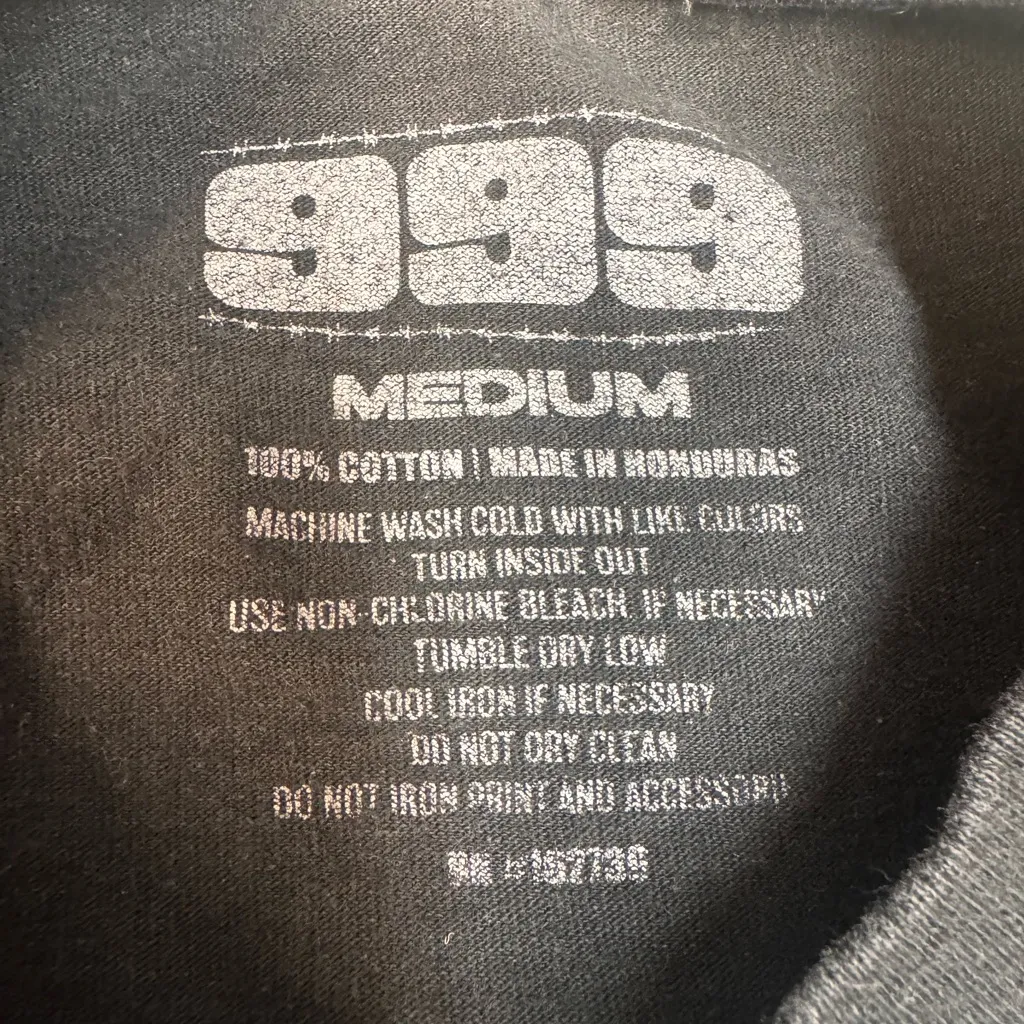 999
MEDIUM
100% COTTON | MADE IN HONDURAS
MACHINE WASH COLD WITH LIKE COLORS
TURN INSIDE OUT
USE NON-CHLORINE BLEACH, IF NECESSARY
TUMBLE DRY LOW
COOL IRON IF NECESSARY
DO NOT DRY CLEAN
DO NOT IRON PRINT AND